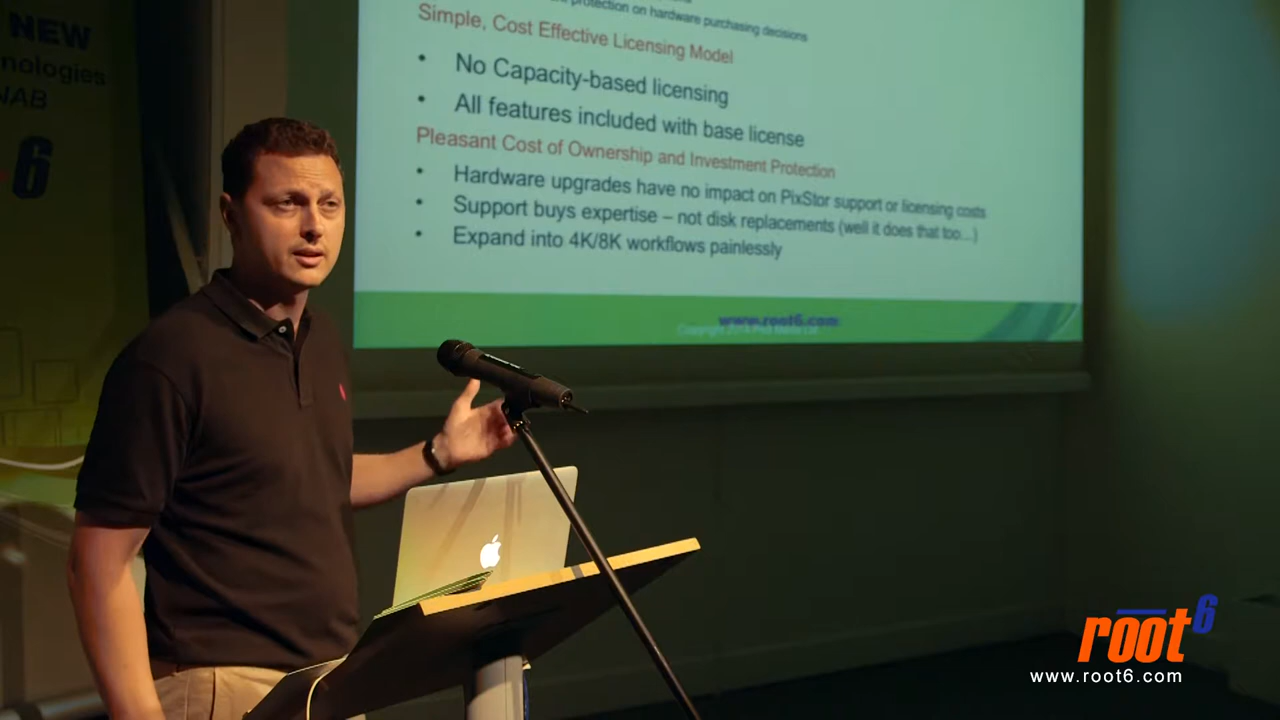 NEW
nologies
NAB
6
protection on hardware purchasing decisions
Simple, Cost Effective Licensing Model
• No Capacity-based licensing
• All features included with base license
Pleasant Cost of Ownership and Investment Protection
• Hardware upgrades have no impact on PixStor support or licensing costs
• Support buys expertise – not disk replacements (well it does that too...)
• Expand into 4K/8K workflows painlessly
www.root6.com
root6
www.root6.com